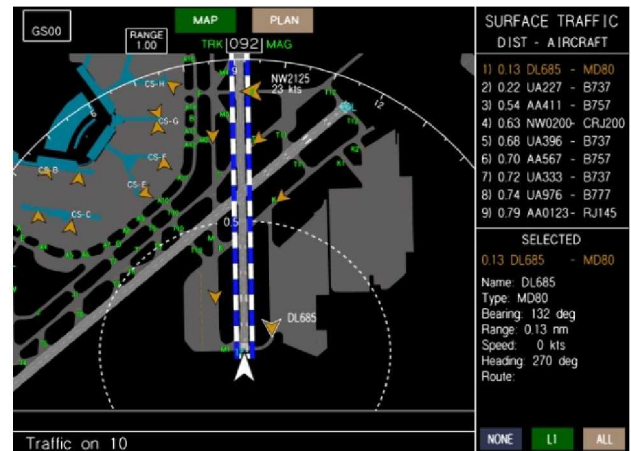 GS00
MAP
PLAN
RANGE
1.00
TRK 092 MAG
9
12
NW2125
23 kts
CS-H
CS-G
CS-F
CS-E
CS-B
CS-C
0.5
DL685
Traffic on 10
SURFACE TRAFFIC
DIST - AIRCRAFT
1) 0.13 DL685 - MD80
2) 0.22 UA227 - B737
3) 0.54 AA411 - B757
4) 0.63 NW0200- CRJ200
5) 0.68 UA396 - B737
6) 0.70 AA567 - B757
7) 0.72 UA333 - B737
8) 0.74 UA976 - B777
9) 0.79 AA0123- RJ145
SELECTED
0.13 DL685 - MD80
Name: DL685
Type: MD80
Bearing: 132 deg
Range: 0.13 nm
Speed: 0 kts
Heading: 270 deg
Route:
NONE
L1
ALL